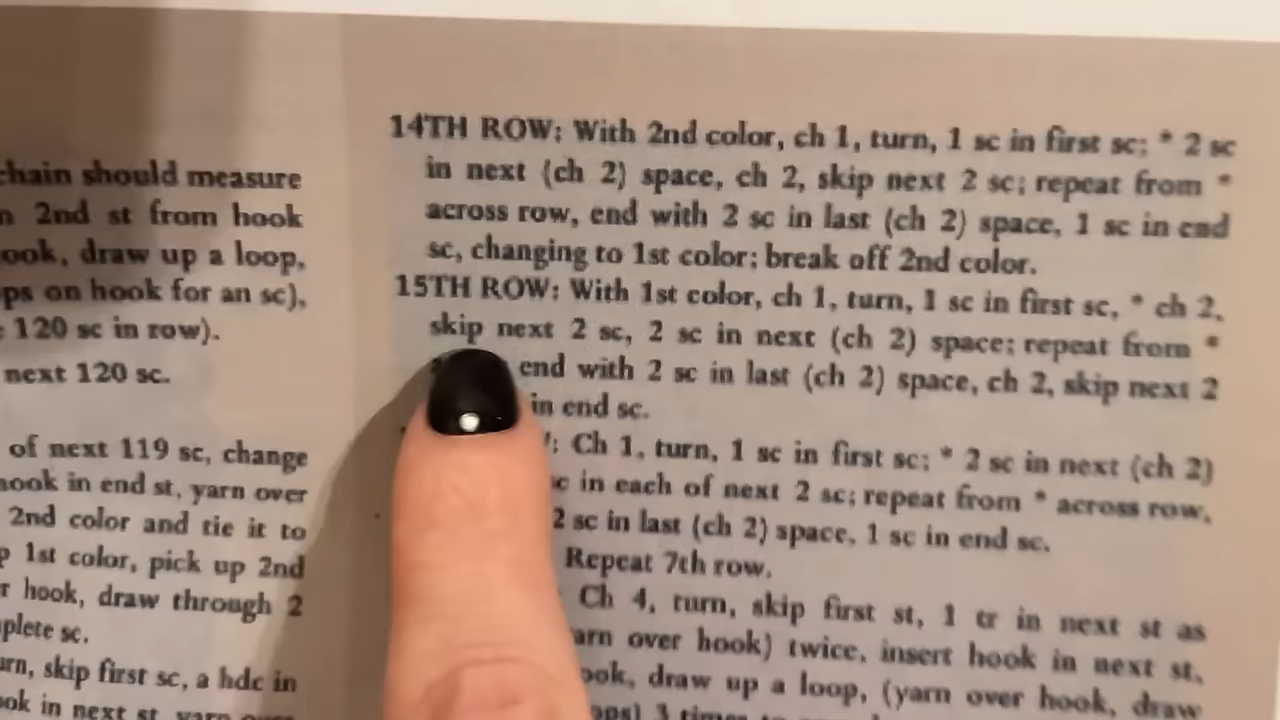 chain should measure
2nd st from hook
draw up a loop,
on hook for an sc),
120 sc in row).
next 120 sc.
of next 119 sc, change
hook in end st, yarn over
2nd color and tie it to
1st color, pick up 2nd
hook, draw through 2
sc.
skip first sc, a hdc in
in next st, yarn
14TH ROW: With 2nd color, ch 1, turn, 1 sc in first sc; * 2 sc
in next (ch 2) space, ch 2, skip next 2 sc; repeat from *
across row, end with 2 sc in last (ch 2) space, 1 sc in end
sc, changing to 1st color; break off 2nd color.
15TH ROW: With 1st color, ch 1, turn, 1 sc in first sc, * ch 2,
skip next 2 sc, 2 sc in next (ch 2) space; repeat from *
end with 2 sc in last (ch 2) space, ch 2, skip next 2
in end sc.
Ch 1, turn, 1 sc in first sc; * 2 sc in next (ch 2)
in each of next 2 sc; repeat from * across row,
2 sc in last (ch 2) space, 1 sc in end sc.
Repeat 7th row.
Ch 4, turn, skip first st, 1 tr in next st as
over hook) twice, insert hook in next st,
draw up a loop, (yarn over hook, draw
3 times